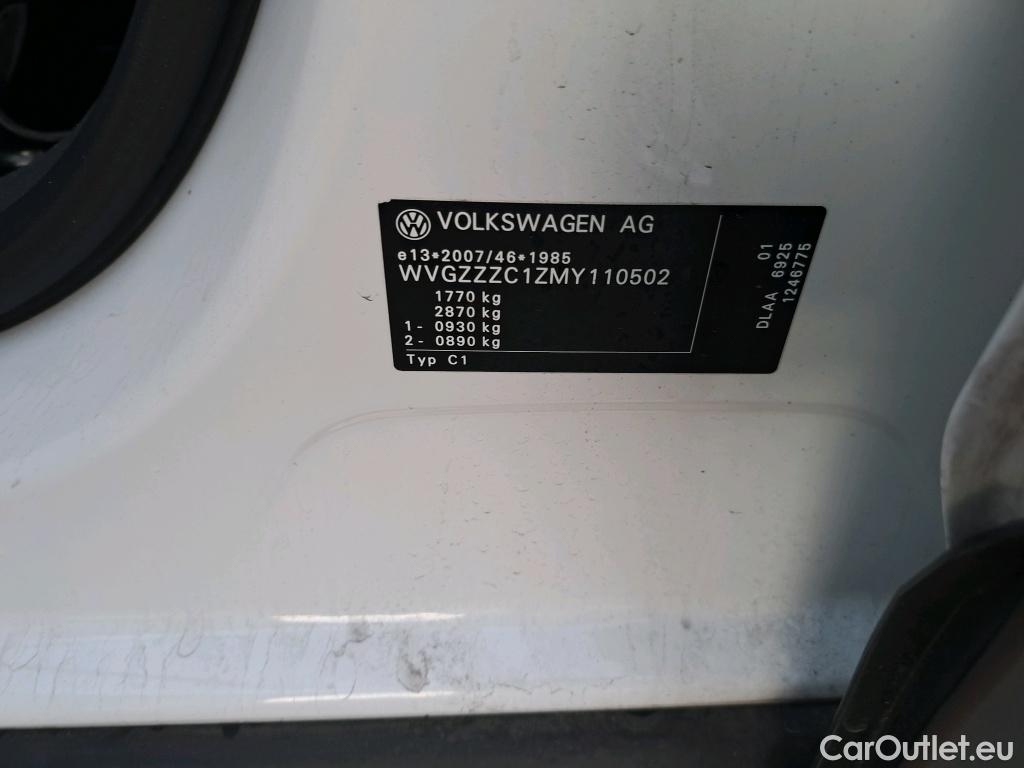 VOLKSWAGEN AG
e13*2007/46*1985
WVGZZZC1ZMY110502
1770 kg
2870 kg
1 - 0930 kg
2 - 0890 kg
Typ C1
01
DLAA 6925
1246775
CarOutlet.eu